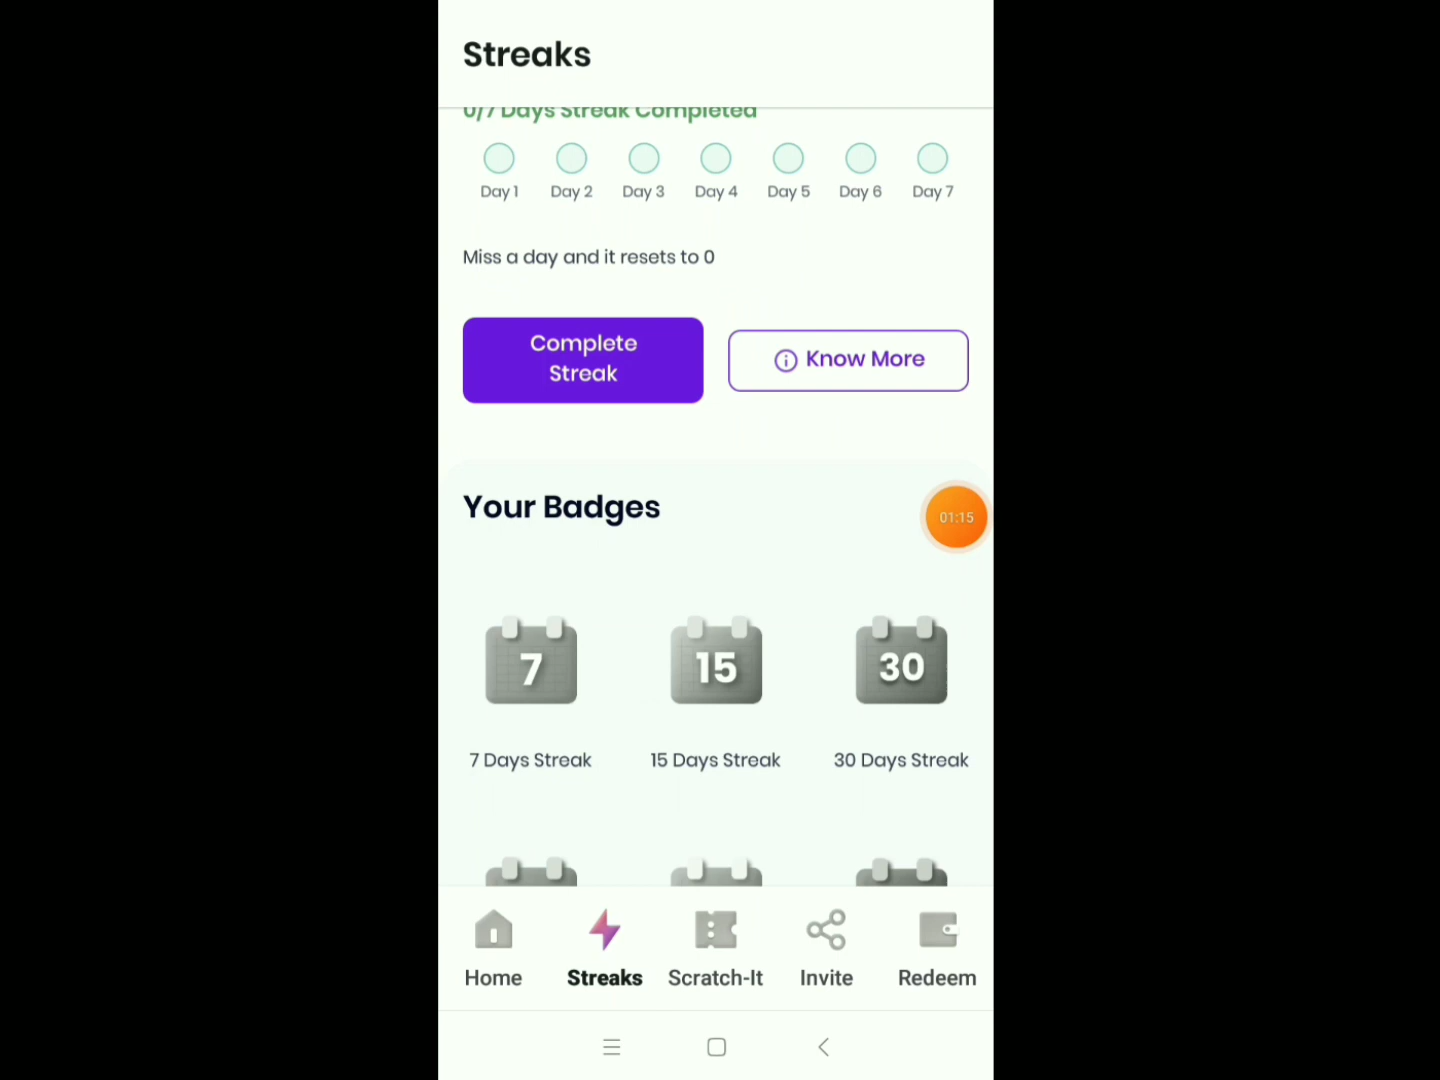 Streaks
0/7 Days Streak Completed
Day 1 Day 2 Day 3 Day 4 Day 5 Day 6 Day 7
Miss a day and it resets to 0
Complete
Streak
Know More
Your Badges
01:15
7 15 30
7 Days Streak 15 Days Streak 30 Days Streak
Home Streaks Scratch-It Invite Redeem